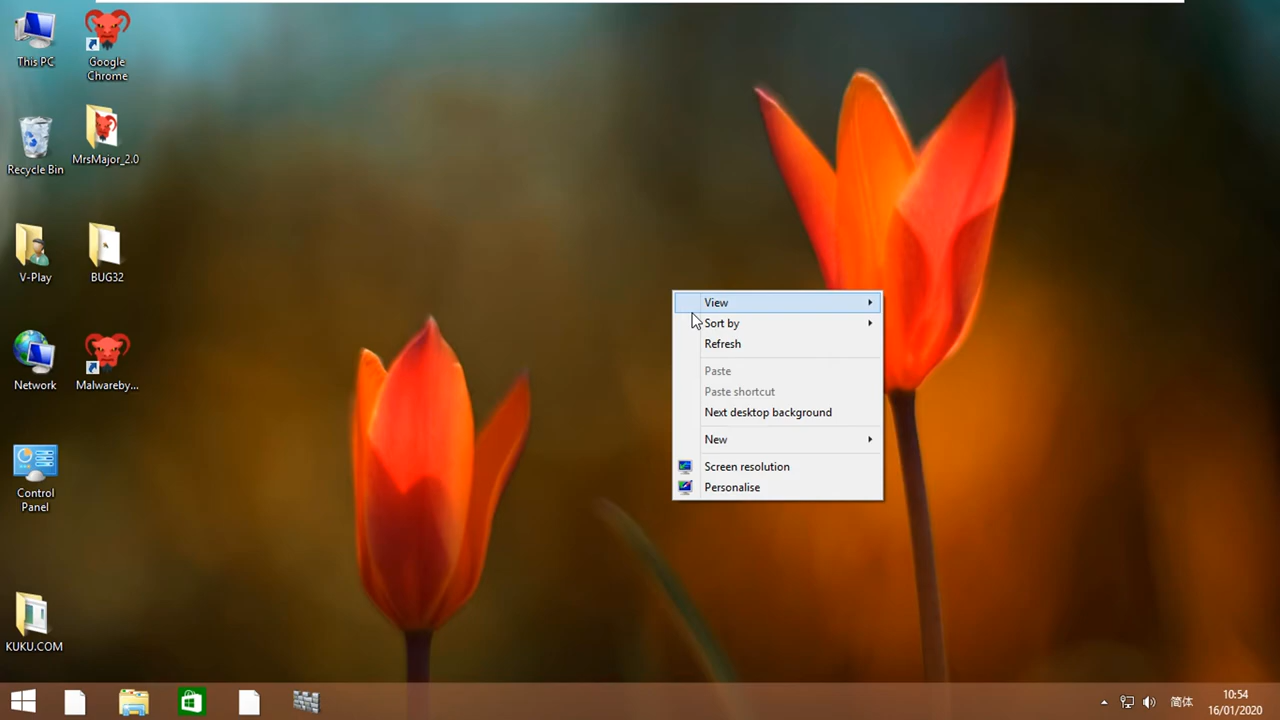 This PC
Google
Chrome
Recycle Bin
MrsMajor_2.0
V-Play
BUG32
Network
Malwareby...
Control
Panel
KUKU.COM
View
Sort by
Refresh
Paste
Paste shortcut
Next desktop background
New
Screen resolution
Personalise
简体
10:54
16/01/2020